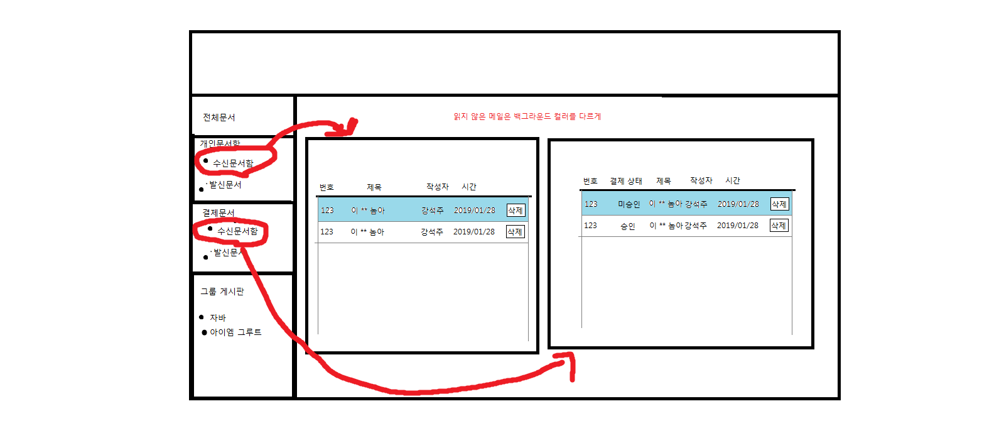 전체문서
개인문서함
수신문서함
· 발신문서
결제문서
수신문서함
· 발신문서
그룹 게시판
자바
아이엠 그루트
읽지 않은 메일은 백그라운드 컬러를 다르게
번호 제목 작성자 시간
123 이 ** 놈아 강석주 2019/01/28 삭제
123 이 ** 놈아 강석주 2019/01/28 삭제
번호 결제 상태 제목 작성자 시간
123 미승인 이 ** 놈아 강석주 2019/01/28 삭제
123 승인 이 ** 놈아 강석주 2019/01/28 삭제